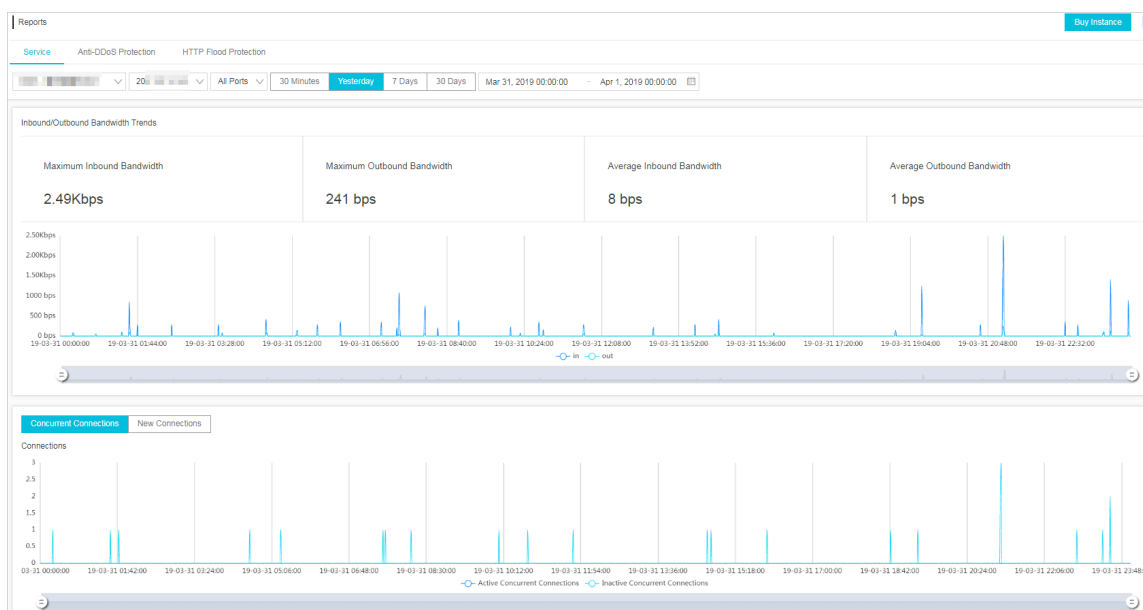 Reports
Buy Instance
Service Anti-DDoS Protection HTTP Flood Protection
20 All Ports 30 Minutes Yesterday 7 Days 30 Days Mar 31, 2019 00:00:00 - Apr 1, 2019 00:00:00
Inbound/Outbound Bandwidth Trends
Maximum Inbound Bandwidth Maximum Outbound Bandwidth Average Inbound Bandwidth Average Outbound Bandwidth
2.49Kbps 241 bps 8 bps 1 bps
2.50Kbps
2.00Kbps
1.50Kbps
1000 bps
500 bps
0 bps
19-03-31 00:00:00 19-03-31 01:44:00 19-03-31 03:28:00 19-03-31 05:12:00 19-03-31 06:56:00 19-03-31 08:40:00 19-03-31 10:24:00 19-03-31 12:08:00 19-03-31 13:52:00 19-03-31 15:36:00 19-03-31 17:20:00 19-03-31 19:04:00 19-03-31 20:48:00 19-03-31 22:32:00
in out
Concurrent Connections New Connections
Connections
3
2.5
2
1.5
1
0.5
0
03-31 00:00:00 19-03-31 01:42:00 19-03-31 03:24:00 19-03-31 05:06:00 19-03-31 06:48:00 19-03-31 08:30:00 19-03-31 10:12:00 19-03-31 11:54:00 19-03-31 13:36:00 19-03-31 15:18:00 19-03-31 17:00:00 19-03-31 18:42:00 19-03-31 20:24:00 19-03-31 22:06:00 19-03-31 23:48:
Active Concurrent Connections Inactive Concurrent Connections